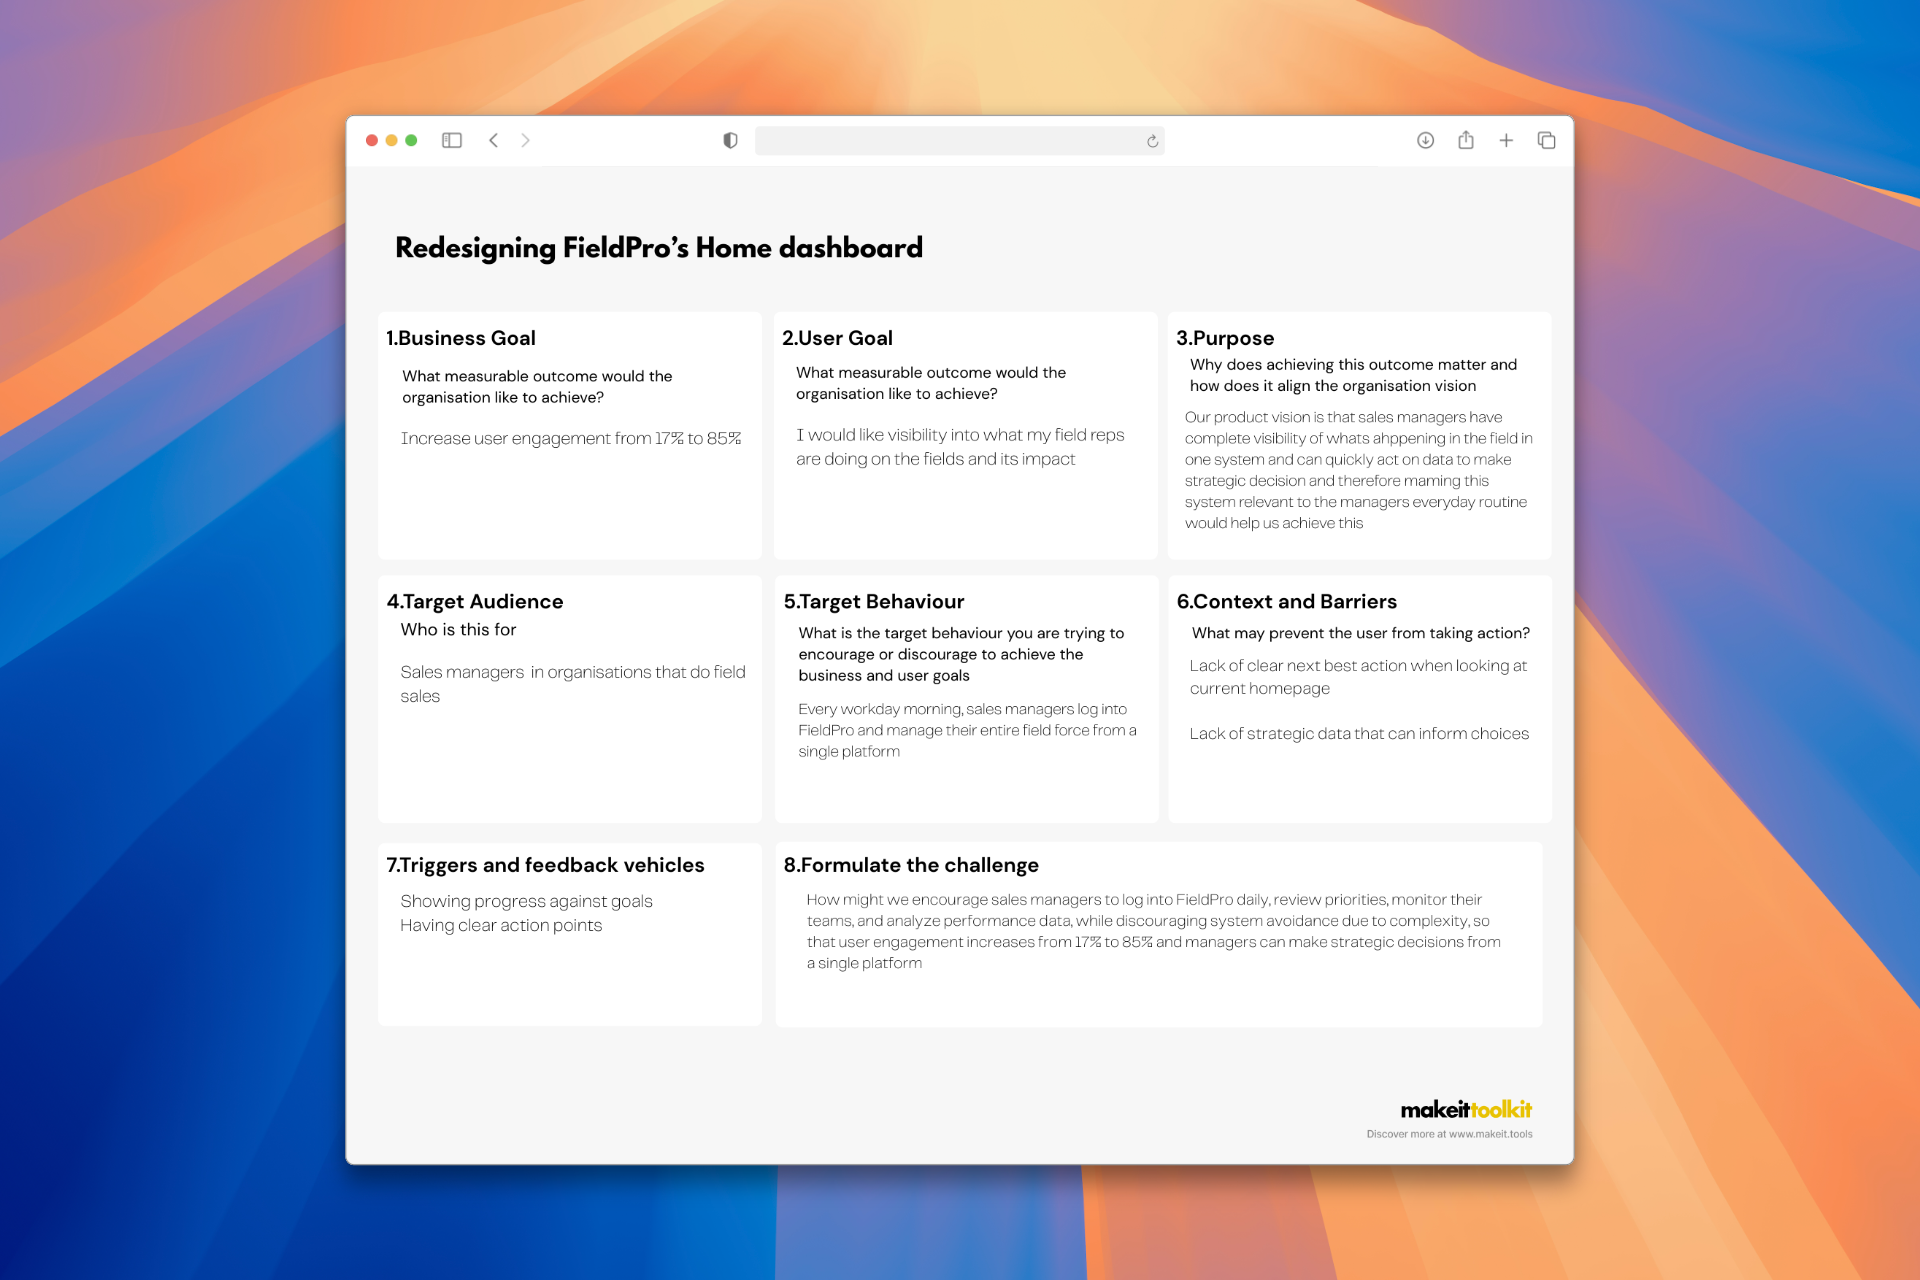 Redesigning FieldPro’s Home dashboard
1.Business Goal
What measurable outcome would the
organisation like to achieve?
Increase user engagement from 17% to 85%
2.User Goal
What measurable outcome would the
organisation like to achieve?
I would like visibility into what my field reps
are doing on the fields and its impact
3.Purpose
Why does achieving this outcome matter and
how does it align the organisation vision
Our product vision is that sales managers have
complete visibility of whats ahppening in the field in
one system and can quickly act on data to make
strategic decision and therefore maming this
system relevant to the managers everyday routine
would help us achieve this
4.Target Audience
Who is this for
Sales managers in organisations that do field
sales
5.Target Behaviour
What is the target behaviour you are trying to
encourage or discourage to achieve the
business and user goals
Every workday morning, sales managers log into
FieldPro and manage their entire field force from a
single platform
6.Context and Barriers
What may prevent the user from taking action?
Lack of clear next best action when looking at
current homepage
Lack of strategic data that can inform choices
7.Triggers and feedback vehicles
Showing progress against goals
Having clear action points
8.Formulate the challenge
How might we encourage sales managers to log into FieldPro daily, review priorities, monitor their
teams, and analyze performance data, while discouraging system avoidance due to complexity, so
that user engagement increases from 17% to 85% and managers can make strategic decisions from
a single platform
makeittoolkit
Discover more at www.makeit.tools